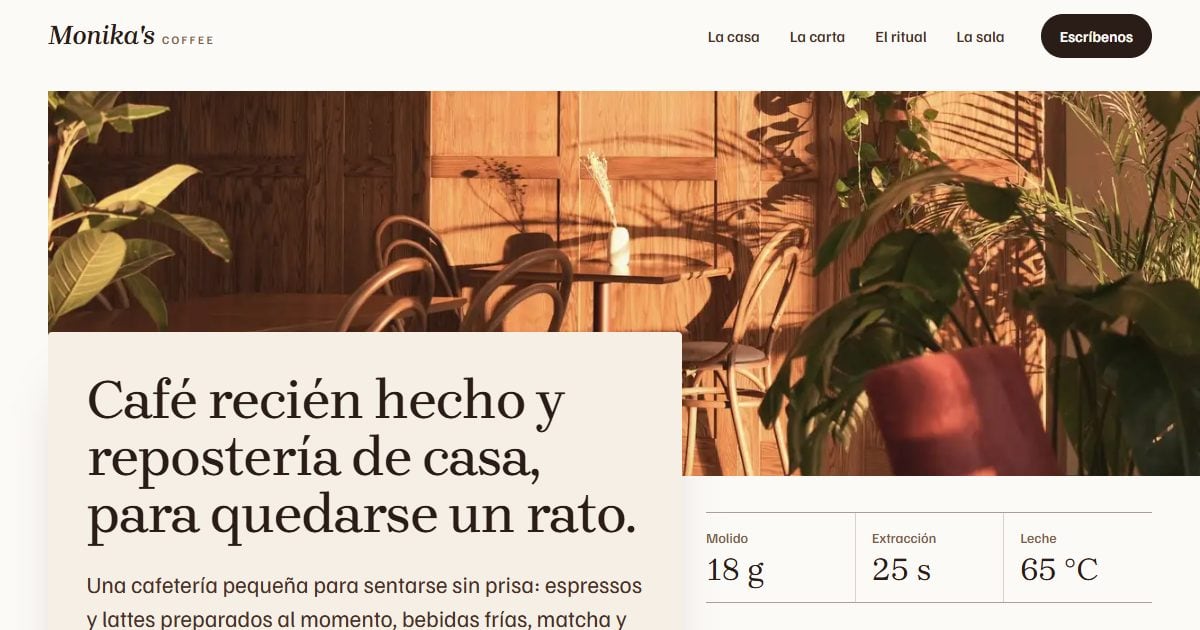 Monika's COFFEE
La casa
La carta
El ritual
La sala
Escríbenos
Café recién hecho y
repostería de casa,
para quedarse un rato.
Una cafetería pequeña para sentarse sin prisa: espressos
y lattes preparados al momento, bebidas frías, matcha y
Molido
18 g
Extracción
25 s
Leche
65 °C